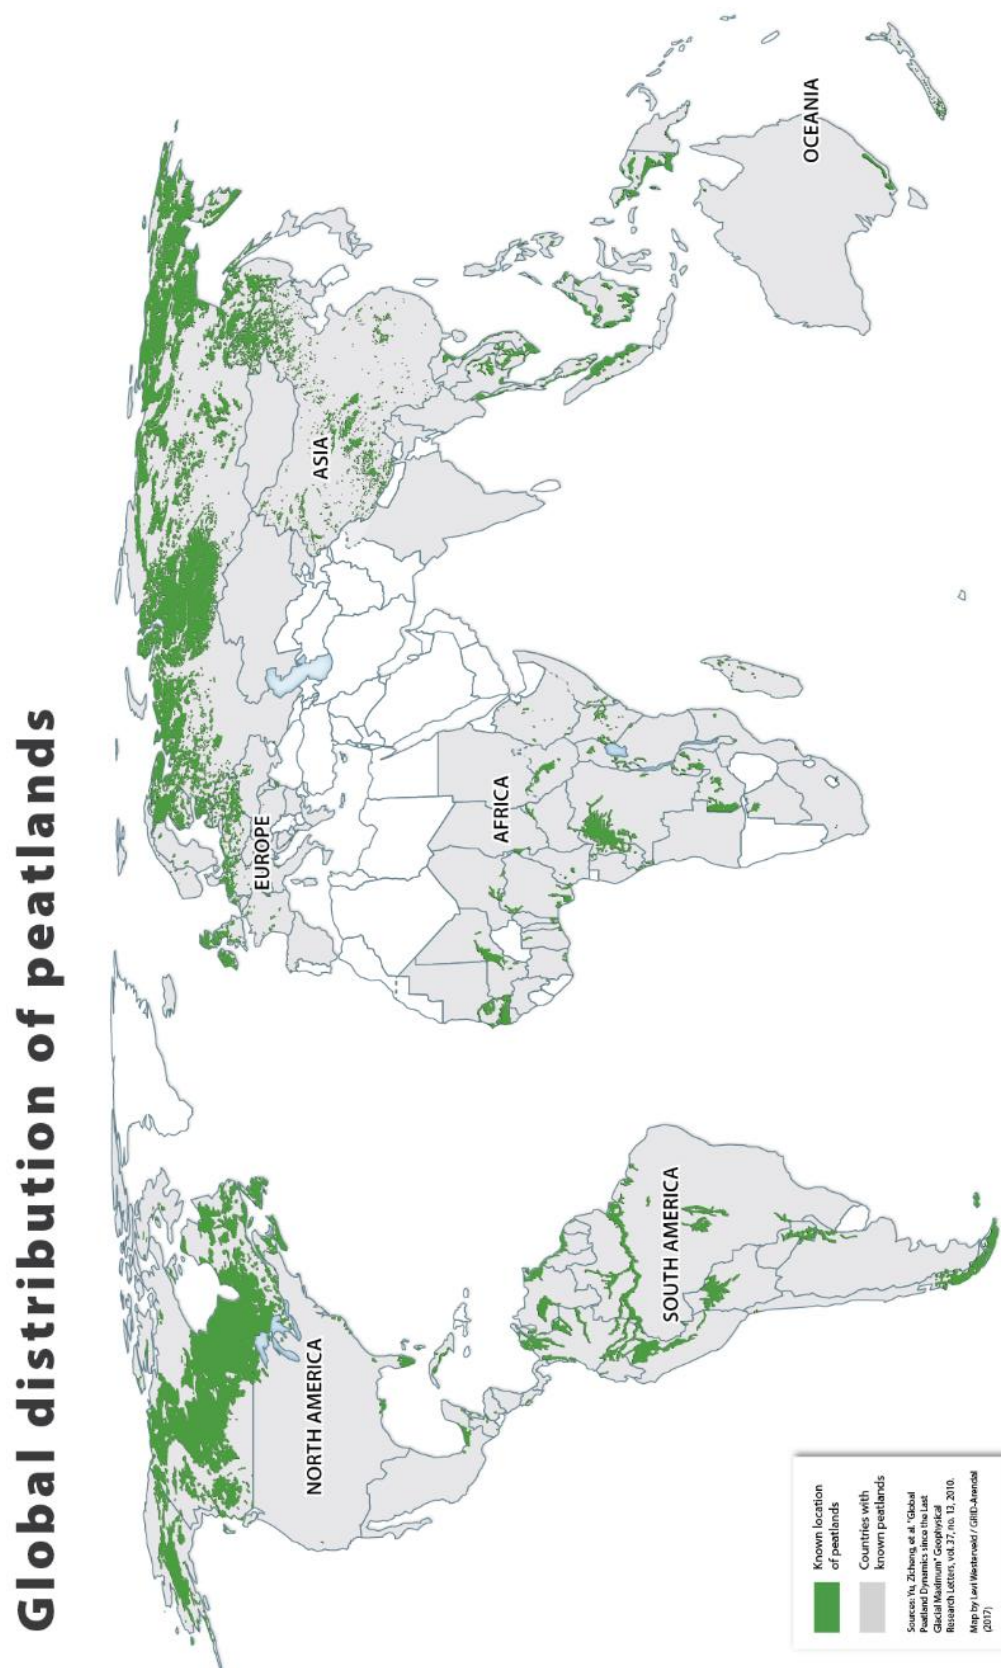 Global distribution of peatlands
NORTH AMERICA
SOUTH AMERICA
EUROPE
AFRICA
ASIA
OCEANIA
Known location
of peatlands
Countries with
known peatlands
Sources: Yu, Zicheng, et al. "Global
Peatland Dynamics since the Last
Glacial Maximum" Geophysical
Research Letters, vol. 37, no. 13, 2010.
Map by Levi Westerveld / GRID-Arendal
(2017)